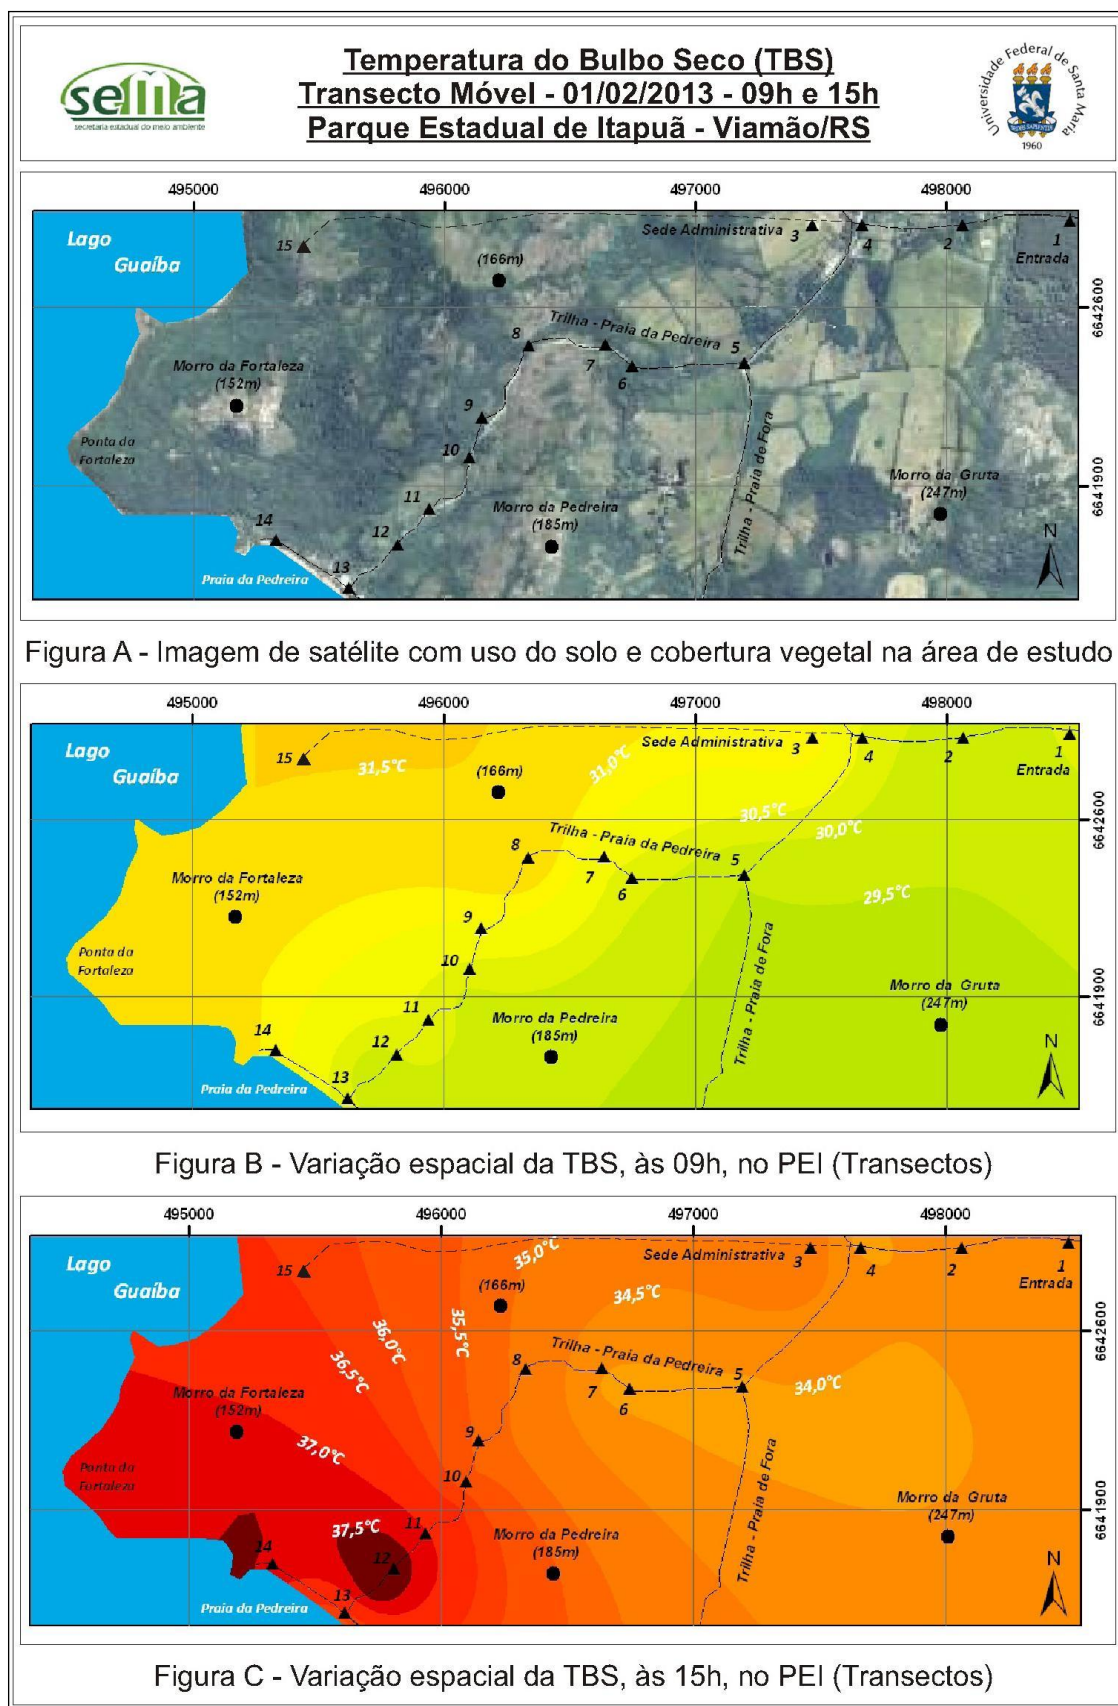 Temperatura do Bulbo Seco (TBS)
Transecto Móvel - 01/02/2013 - 09h e 15h
Parque Estadual de Itapuã - Viamão/RS
sema
secretaria estadual do meio ambiente
Universidade Federal de Santa Maria
SEDES SAPIENTIAE
1960
495000 496000 497000 498000
Lago
Guaíba
15
(166m)
Sede Administrativa 3 4 2 1
Entrada
6642600
Trilha - Praia da Pedreira
8 7 6 5
Morro da Fortaleza
(152m)
9
Ponta da
Fortaleza
10
Trilha - Praia de Fora
Morro da Gruta
(247m)
6641900
11
Morro da Pedreira
(185m)
14 12
13
Praia da Pedreira
N
Figura A - Imagem de satélite com uso do solo e cobertura vegetal na área de estudo
495000 496000 497000 498000
Lago
Guaíba
15
31,5°C
(166m)
31,0°C
Sede Administrativa 3 4 2 1
Entrada
30,5°C
30,0°C
6642600
Trilha - Praia da Pedreira
8 7 6 5
Morro da Fortaleza
(152m)
29,5°C
9
Ponta da
Fortaleza
10
Trilha - Praia de Fora
Morro da Gruta
(247m)
6641900
11
Morro da Pedreira
(185m)
14 12
13
Praia da Pedreira
N
Figura B - Variação espacial da TBS, às 09h, no PEI (Transectos)
495000 496000 497000 498000
Lago
Guaíba
15
35,0°C
Sede Administrativa 3 4 2 1
Entrada
(166m)
34,5°C
36,0°C
35,5°C
36,5°C
6642600
Trilha - Praia da Pedreira
8 7 6 5
34,0°C
Morro da Fortaleza
(152m)
37,0°C
9
Ponta da
Fortaleza
10
Trilha - Praia de Fora
Morro da Gruta
(247m)
6641900
37,5°C
11
Morro da Pedreira
(185m)
14 12
13
Praia da Pedreira
N
Figura C - Variação espacial da TBS, às 15h, no PEI (Transectos)